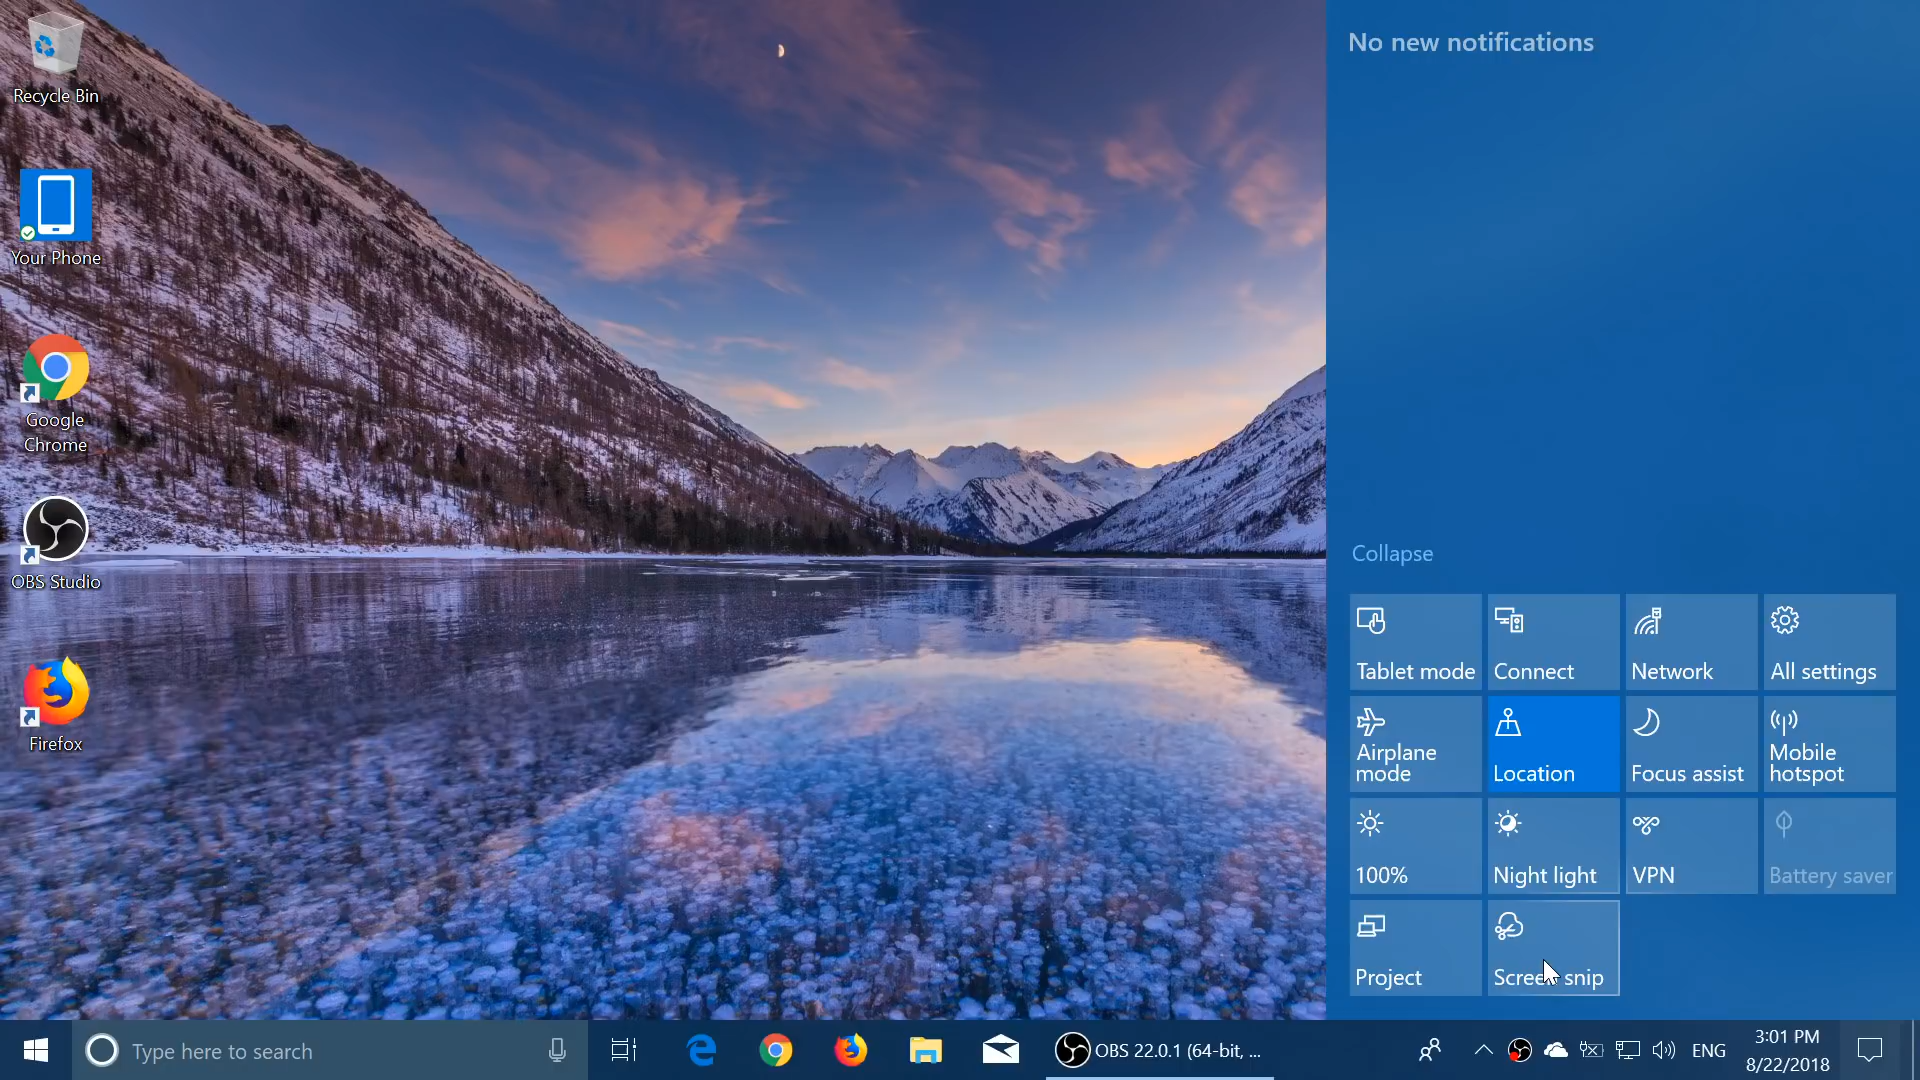 Recycle Bin
Your Phone
Google
Chrome
OBS Studio
Firefox
No new notifications
Collapse
Tablet mode
Connect
Network
All settings
Airplane
mode
Location
Focus assist
Mobile
hotspot
100%
Night light
VPN
Battery saver
Project
Screen snip
Type here to search
OBS 22.0.1 (64-bit, ...
ENG
3:01 PM
8/22/2018